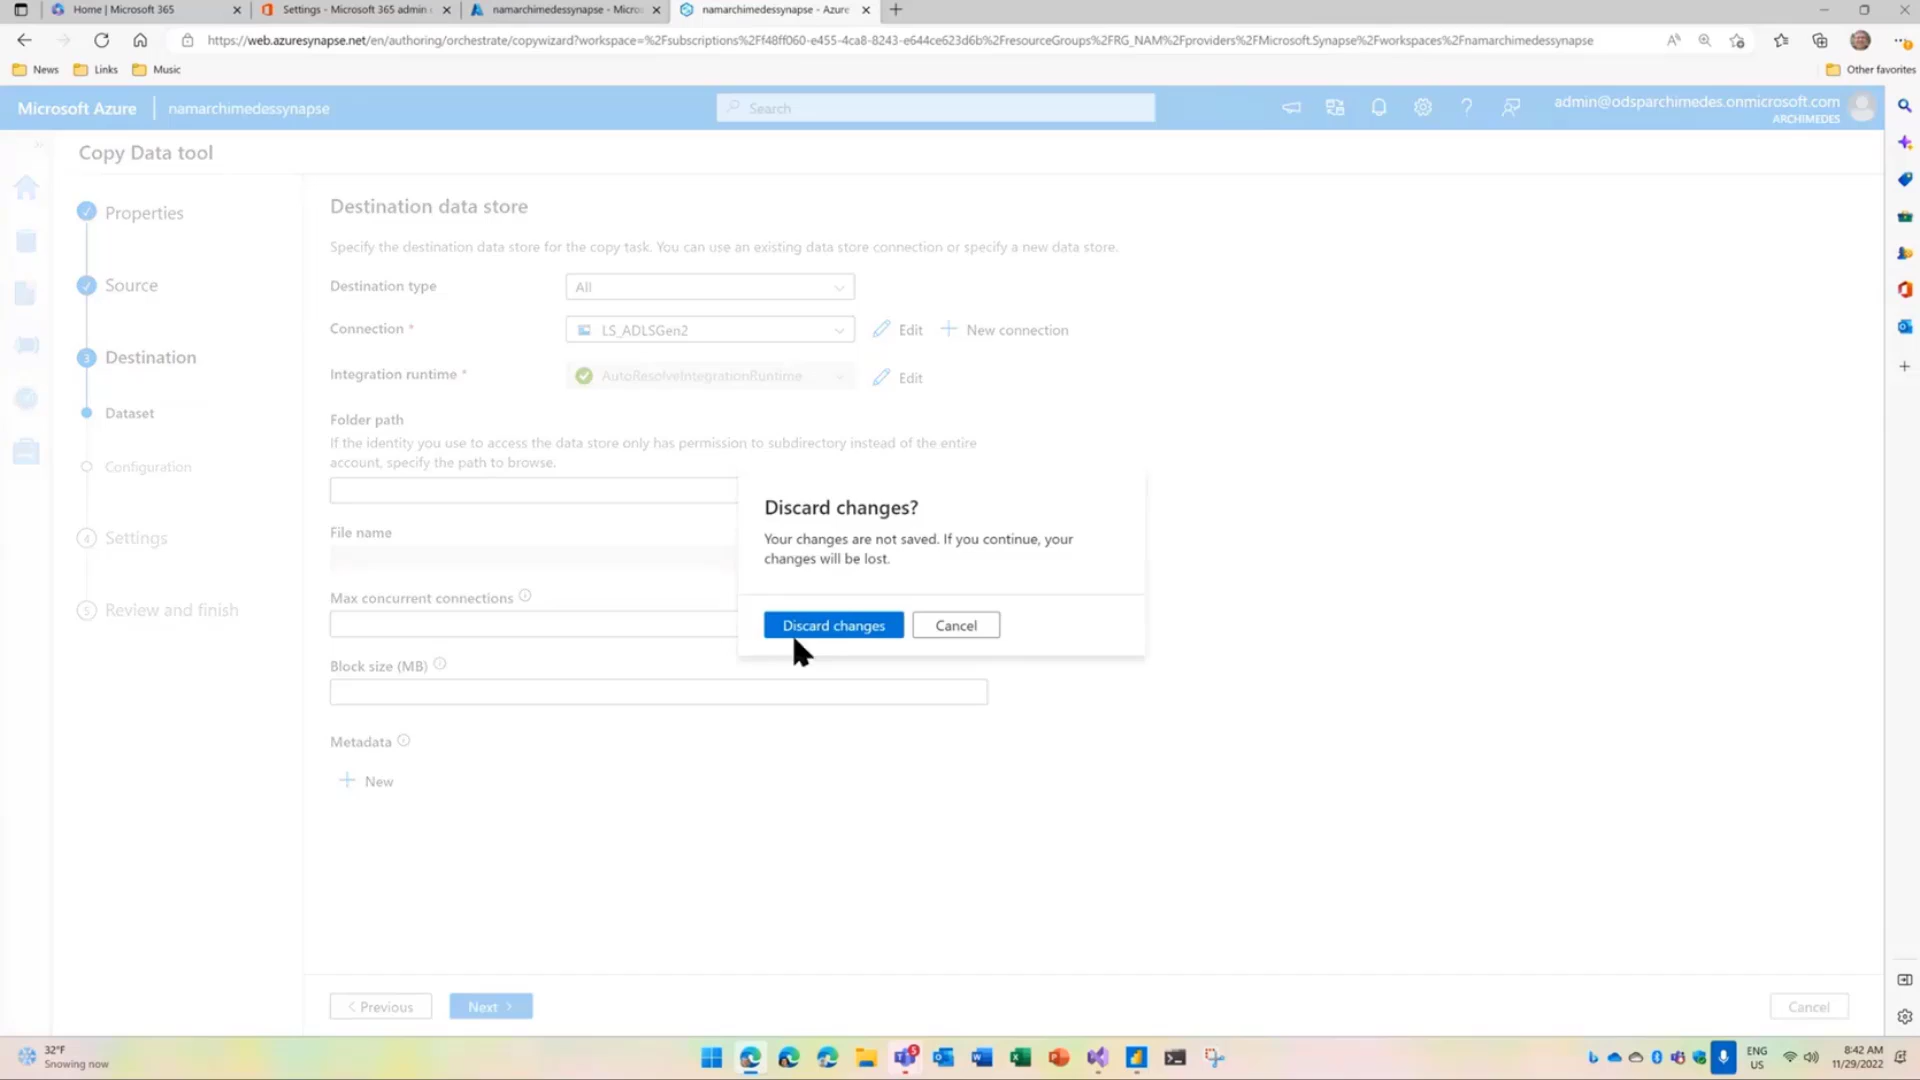 Home | Microsoft 365
Settings - Microsoft 365 admin c
namarchimedessynapse - Micro
namarchimedessynapse - Azure
https://web.azuresynapse.net/en/authoring/orchestrate/copywizard?workspace=%2Fsubscriptions%2Ff48ff060-e455-4ca8-8243-e644ce623d6b%2FresourceGroups%2FRG_NAM%2Fproviders%2FMicrosoft.Synapse%2Fworkspaces%2Fnamarchimedessynapse
News
Links
Music
Other favorites
Microsoft Azure
namarchimedessynapse
Search
admin@odsparchimedes.onmicrosoft.com
ARCHIMEDES
Copy Data tool
Properties
Source
3 Destination
Dataset
Configuration
4 Settings
5 Review and finish
Destination data store
Specify the destination data store for the copy task. You can use an existing data store connection or specify a new data store.
Destination type
All
Connection *
LS_ADLSGen2
Edit
New connection
Integration runtime *
AutoResolveIntegrationRuntime
Edit
Folder path
If the identity you use to access the data store only has permission to subdirectory instead of the entire
account, specify the path to browse.
File name
Max concurrent connections
Block size (MB)
Metadata
New
Discard changes?
Your changes are not saved. If you continue, your
changes will be lost.
Discard changes
Cancel
< Previous
Next >
Cancel
32°F
Snowing now
5
ENG
US
8:42 AM
11/29/2022